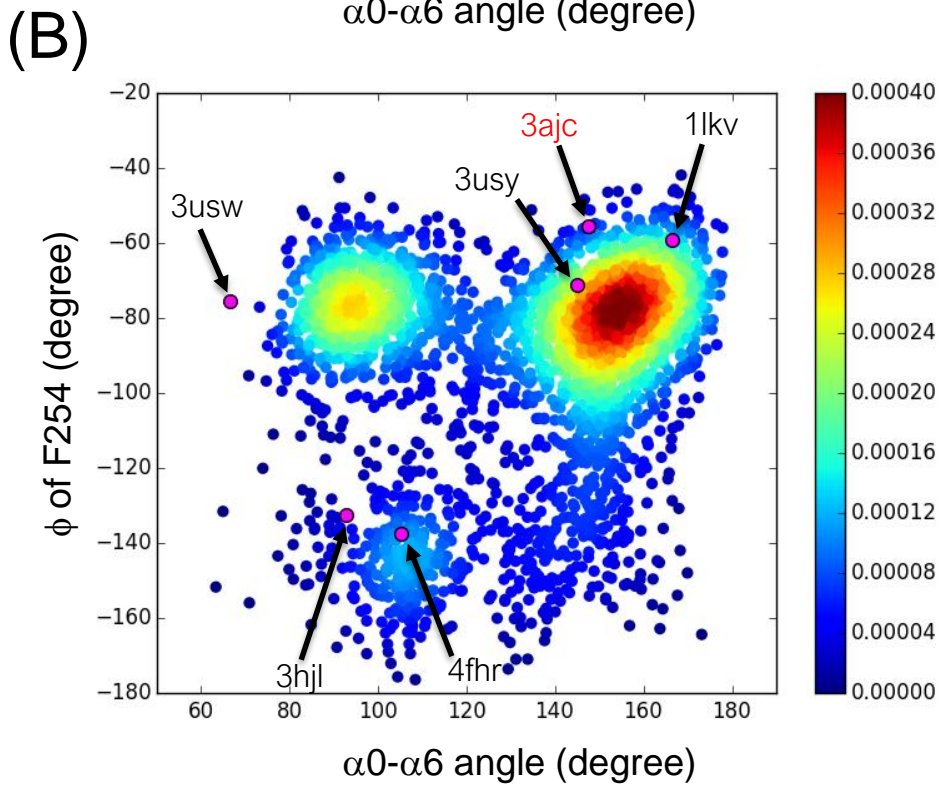 α0-α6 angle (degree)
(B)
−20
−40
−60
−80
−100
−120
−140
−160
−180
ϕ of F254 (degree)
3usw
3usy
3ajc
1lkv
3hjl
4fhr
60
80
100
120
140
160
180
α0-α6 angle (degree)
0.00040
0.00036
0.00032
0.00028
0.00024
0.00020
0.00016
0.00012
0.00008
0.00004
0.00000